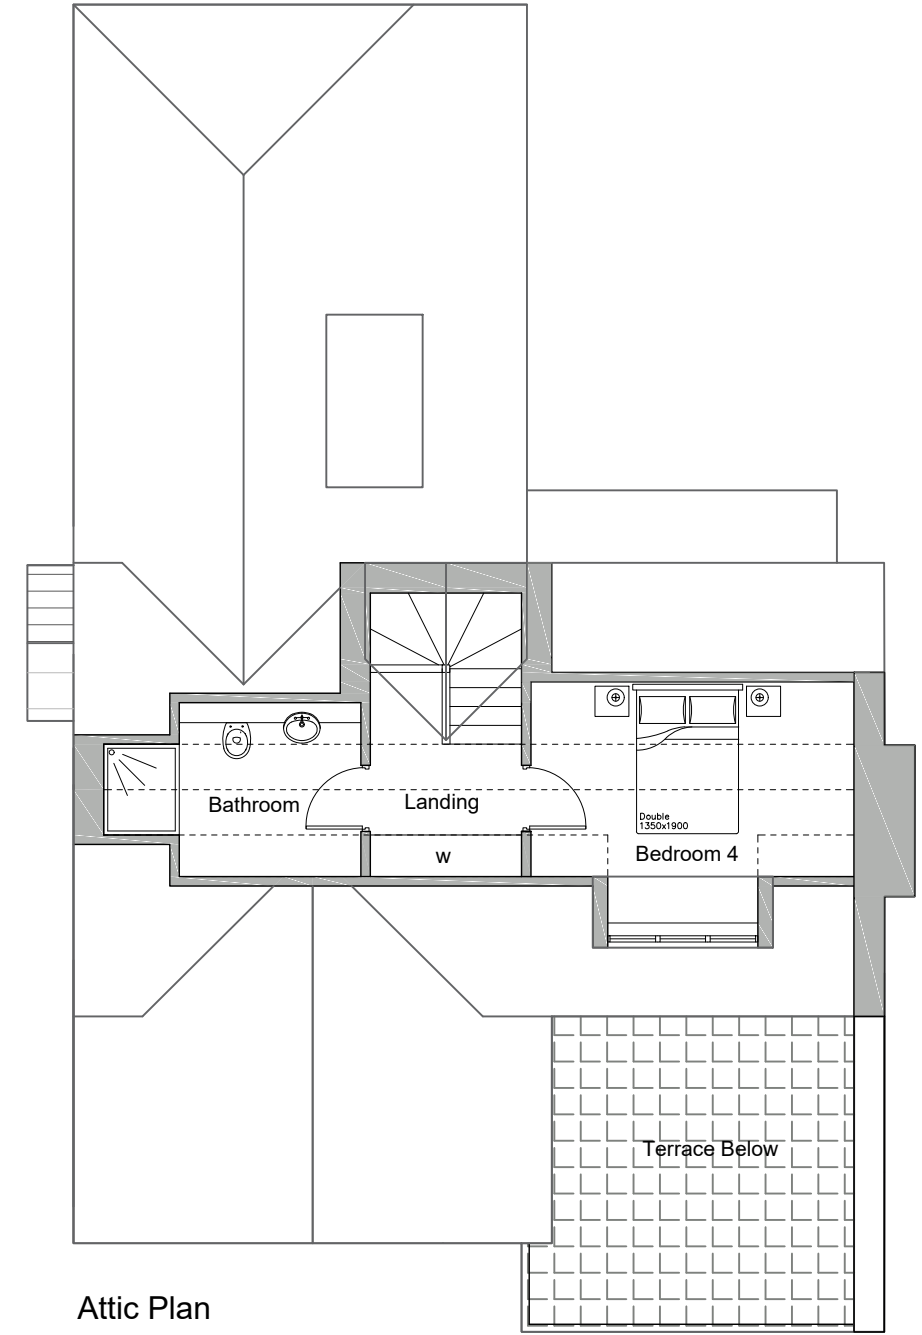 Bathroom
Landing
w
Double
1350x1900
Bedroom 4
Terrace Below
Attic Plan